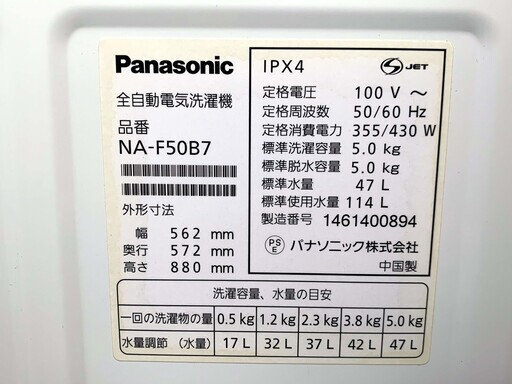 Panasonic
全自動電気洗濯機
品番
NA-F50B7
外形寸法
幅 562 mm
奥行 572 mm
高さ 880 mm
IPX4
JET
定格電圧 100 V ～
定格周波数 50/60 Hz
定格消費電力 355/430 W
標準洗濯容量 5.0 kg
標準脱水容量 5.0 kg
標準水量 47 L
標準使用水量 114 L
製造番号 1461400894
PS E パナソニック株式会社
中国製
洗濯容量、水量の目安
一回の洗濯物の量 0.5 kg 1.2 kg 2.3 kg 3.8 kg 5.0 kg
水量調節（水量） 17 L 32 L 37 L 42 L 47 L